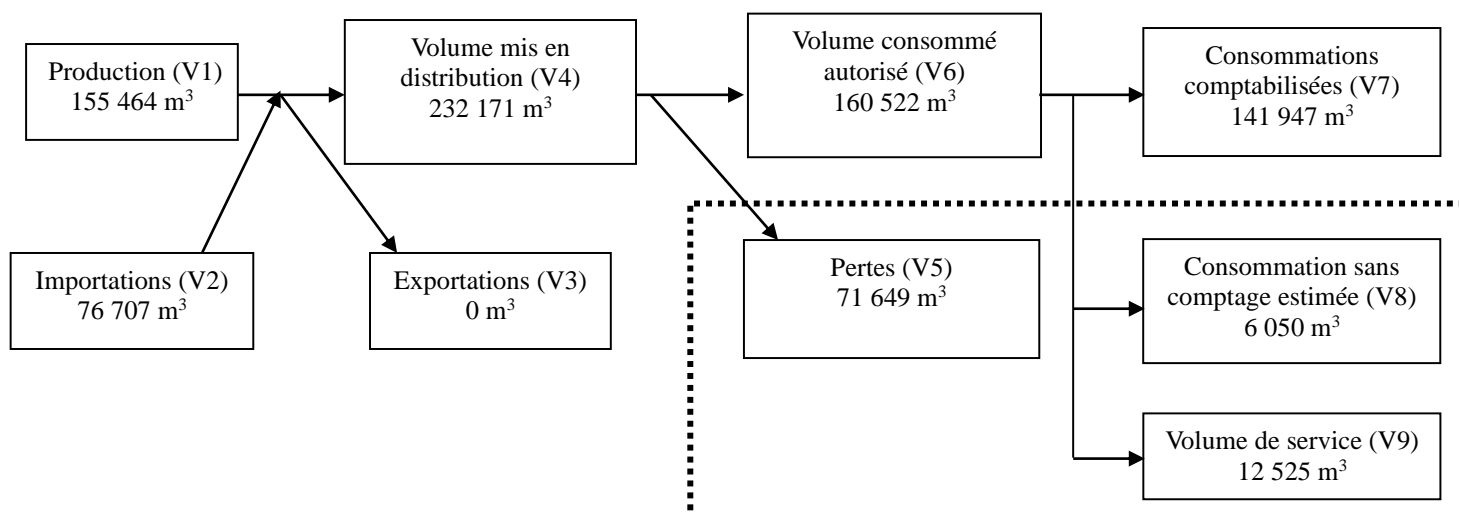 Production (V1)
155 464 m³
Volume mis en
distribution (V4)
232 171 m³
Volume consommé
autorisé (V6)
160 522 m³
Consommations
comptabilisées (V7)
141 947 m³
Importations (V2)
76 707 m³
Exportations (V3)
0 m³
Pertes (V5)
71 649 m³
Consommation sans
comptage estimée (V8)
6 050 m³
Volume de service (V9)
12 525 m³